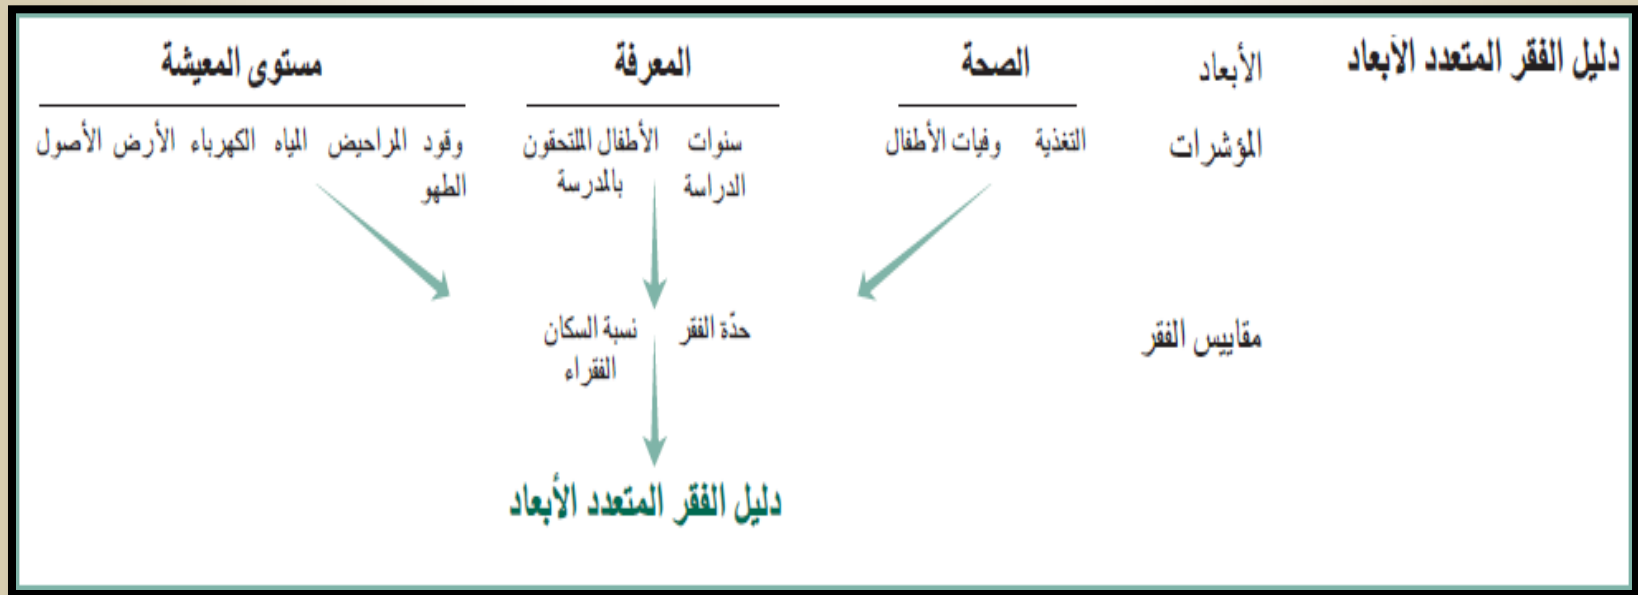 دليل الفقر المتعدد الأبعاد
الأبعاد الصحة المعرفة مستوى المعيشة
المؤشرات التغذية وفيات الأطفال سنوات الأطفال الملتحقون وقود المراحيض المياه الكهرباء الأرض الأصول
الدراسة بالمدرسة الطهو
مقاييس الفقر حدّة الفقر نسبة السكان
الفقراء
دليل الفقر المتعدد الأبعاد